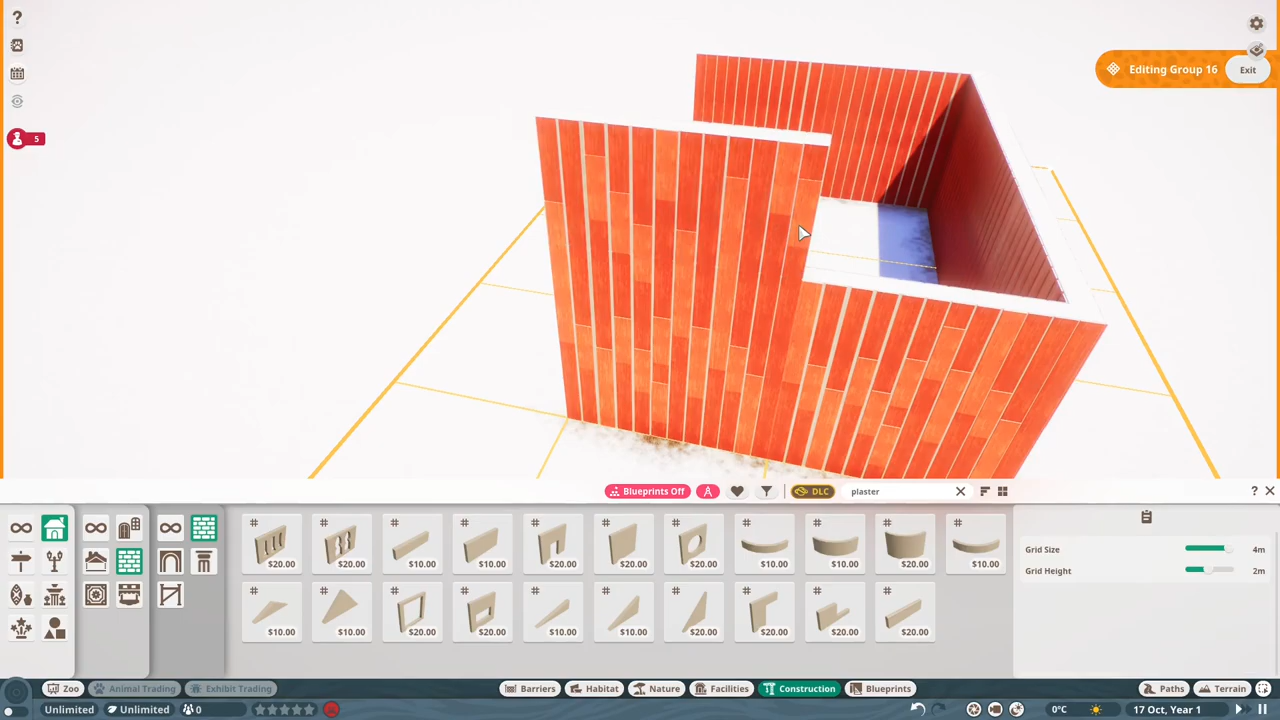 ?
Editing Group 16
Exit
5
Blueprints Off
DLC
plaster
?
$20.00
$20.00
$10.00
$10.00
$20.00
$20.00
$20.00
$10.00
$10.00
$20.00
$10.00
Grid Size
4m
Grid Height
2m
$10.00
$10.00
$20.00
$20.00
$10.00
$10.00
$20.00
$20.00
$20.00
$20.00
Zoo
Animal Trading
Exhibit Trading
Barriers
Habitat
Nature
Facilities
Construction
Blueprints
Paths
Terrain
Unlimited
Unlimited
0
0°C
17 Oct, Year 1